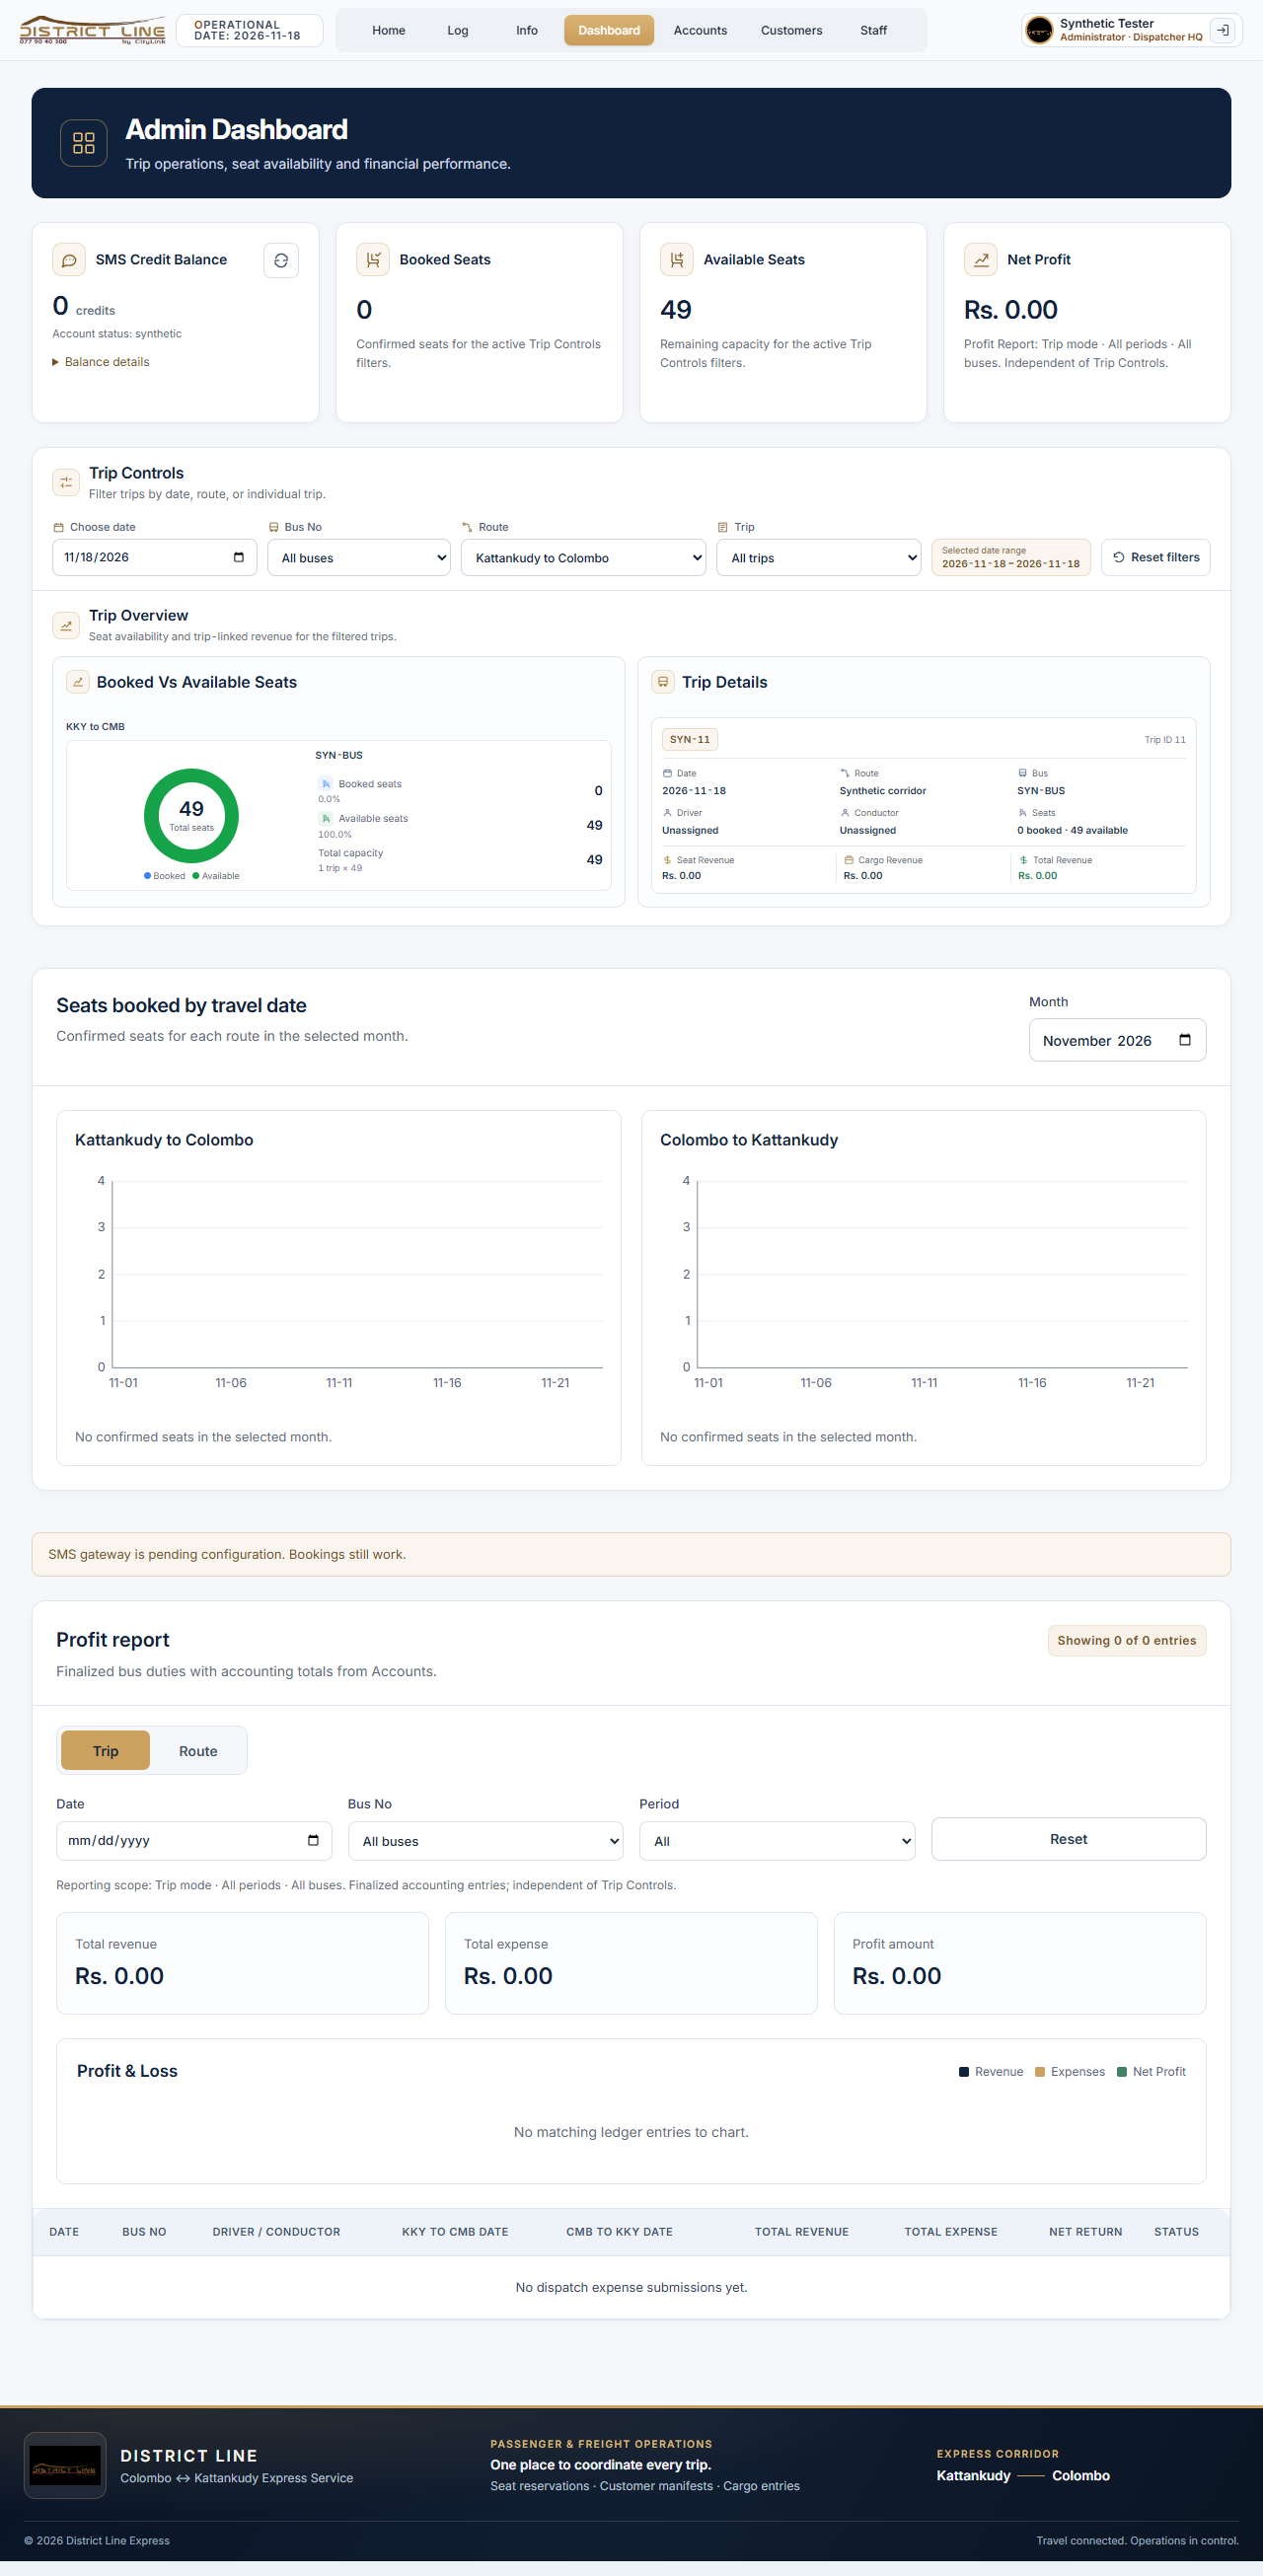 DISTRICT LINE
077 90 40 300
by CityLink
OPERATIONAL
DATE: 2026-11-18
Home
Log
Info
Dashboard
Accounts
Customers
Staff
Synthetic Tester
Administrator · Dispatcher HQ
Admin Dashboard
Trip operations, seat availability and financial performance.
SMS Credit Balance
0 credits
Account status: synthetic
Balance details
Booked Seats
0
Confirmed seats for the active Trip Controls
filters.
Available Seats
49
Remaining capacity for the active Trip
Controls filters.
Net Profit
Rs. 0.00
Profit Report: Trip mode · All periods · All
buses. Independent of Trip Controls.
Trip Controls
Filter trips by date, route, or individual trip.
Choose date
11/18/2026
Bus No
All buses
Route
Kattankudy to Colombo
Trip
All trips
Selected date range
2026-11-18 – 2026-11-18
Reset filters
Trip Overview
Seat availability and trip-linked revenue for the filtered trips.
Booked Vs Available Seats
KKY to CMB
49
Total seats
Booked
Available
SYN-BUS
Booked seats
0.0%
0
Available seats
100.0%
49
Total capacity
1 trip × 49
49
Trip Details
SYN-11
Trip ID 11
Date
2026-11-18
Route
Synthetic corridor
Bus
SYN-BUS
Driver
Unassigned
Conductor
Unassigned
Seats
0 booked · 49 available
Seat Revenue
Rs. 0.00
Cargo Revenue
Rs. 0.00
Total Revenue
Rs. 0.00
Seats booked by travel date
Confirmed seats for each route in the selected month.
Month
November 2026
Kattankudy to Colombo
4
3
2
1
0
11-01
11-06
11-11
11-16
11-21
No confirmed seats in the selected month.
Colombo to Kattankudy
4
3
2
1
0
11-01
11-06
11-11
11-16
11-21
No confirmed seats in the selected month.
SMS gateway is pending configuration. Bookings still work.
Profit report
Finalized bus duties with accounting totals from Accounts.
Showing 0 of 0 entries
Trip
Route
Date
mm/dd/yyyy
Bus No
All buses
Period
All
Reset
Reporting scope: Trip mode · All periods · All buses. Finalized accounting entries; independent of Trip Controls.
Total revenue
Rs. 0.00
Total expense
Rs. 0.00
Profit amount
Rs. 0.00
Profit & Loss
Revenue
Expenses
Net Profit
No matching ledger entries to chart.
DATE
BUS NO
DRIVER / CONDUCTOR
KKY TO CMB DATE
CMB TO KKY DATE
TOTAL REVENUE
TOTAL EXPENSE
NET RETURN
STATUS
No dispatch expense submissions yet.
DISTRICT LINE
DISTRICT LINE
Colombo ↔ Kattankudy Express Service
PASSENGER & FREIGHT OPERATIONS
One place to coordinate every trip.
Seat reservations · Customer manifests · Cargo entries
EXPRESS CORRIDOR
Kattankudy — Colombo
© 2026 District Line Express
Travel connected. Operations in control.